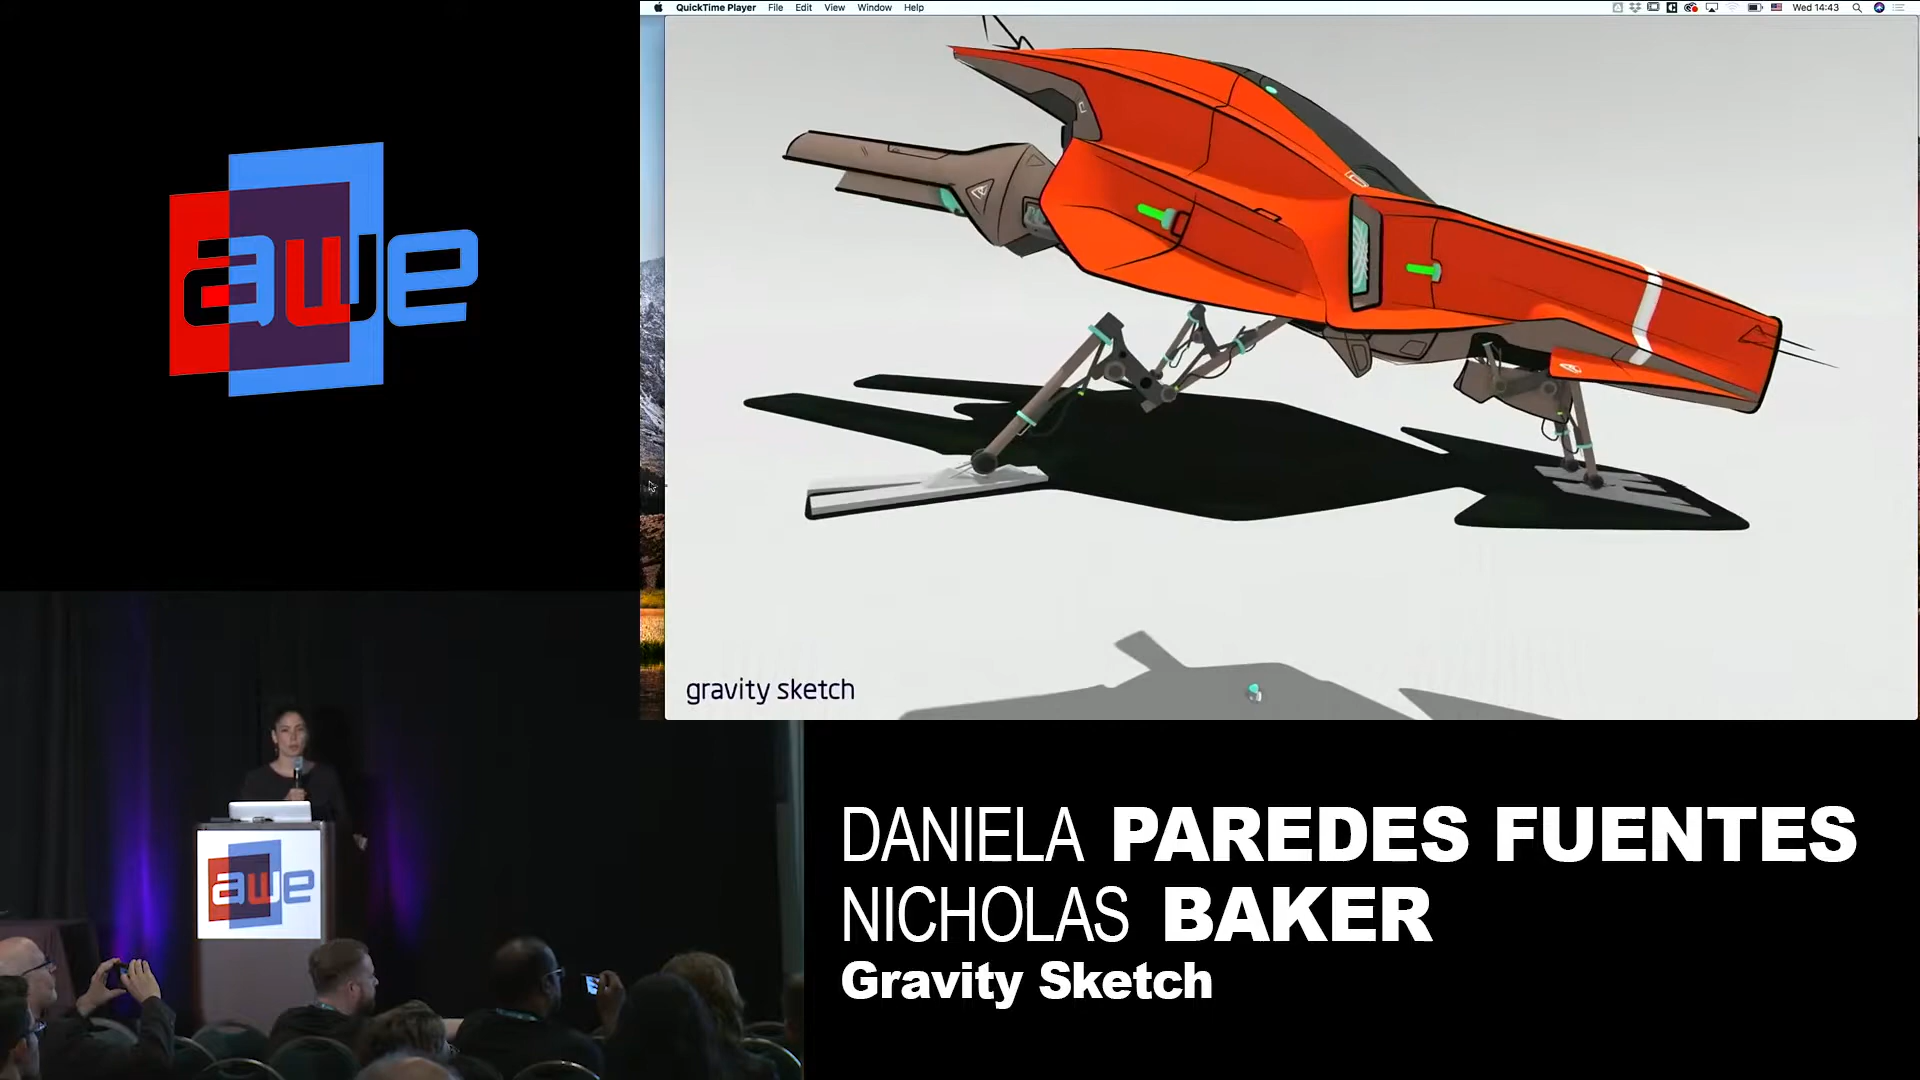 QuickTime Player File Edit View Window Help
Wed 14:43
awe
gravity sketch
awe
DANIELA PAREDES FUENTES
NICHOLAS BAKER
Gravity Sketch